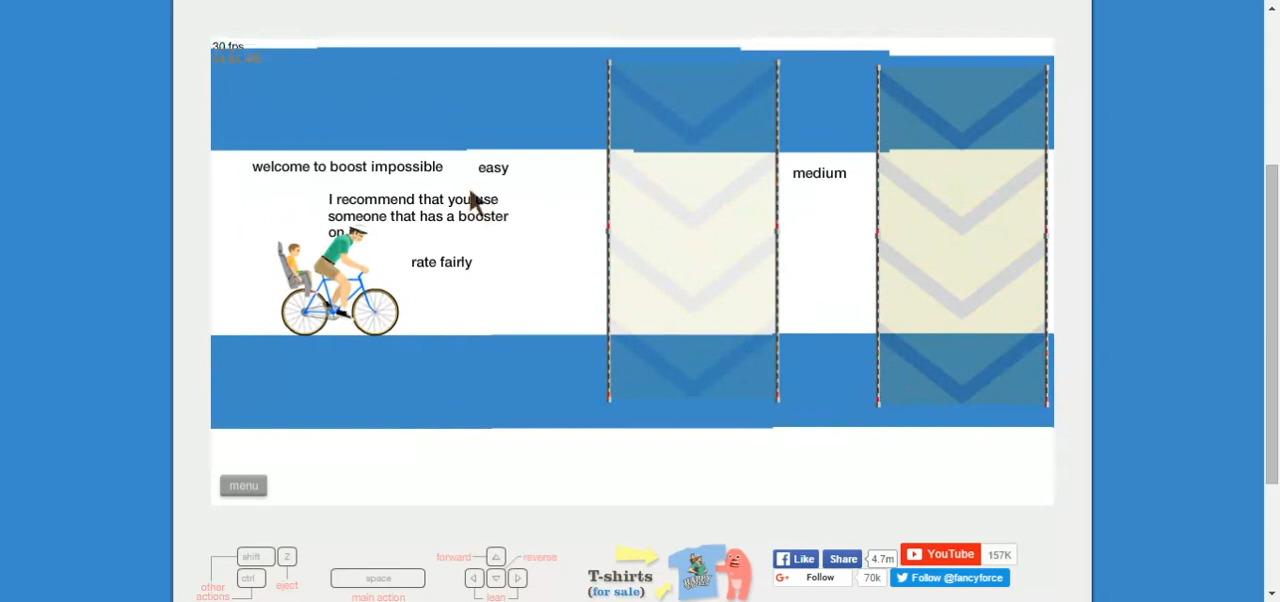 30 fps
welcome to boost impossible
easy
medium
I recommend that you use
someone that has a booster
on
rate fairly
menu
shift
Z
ctrl
eject
other
actions
space
main action
forward
reverse
lean
T-shirts
(for sale)
Like
Share
4.7m
YouTube
157K
Follow
70k
Follow @fancyforce